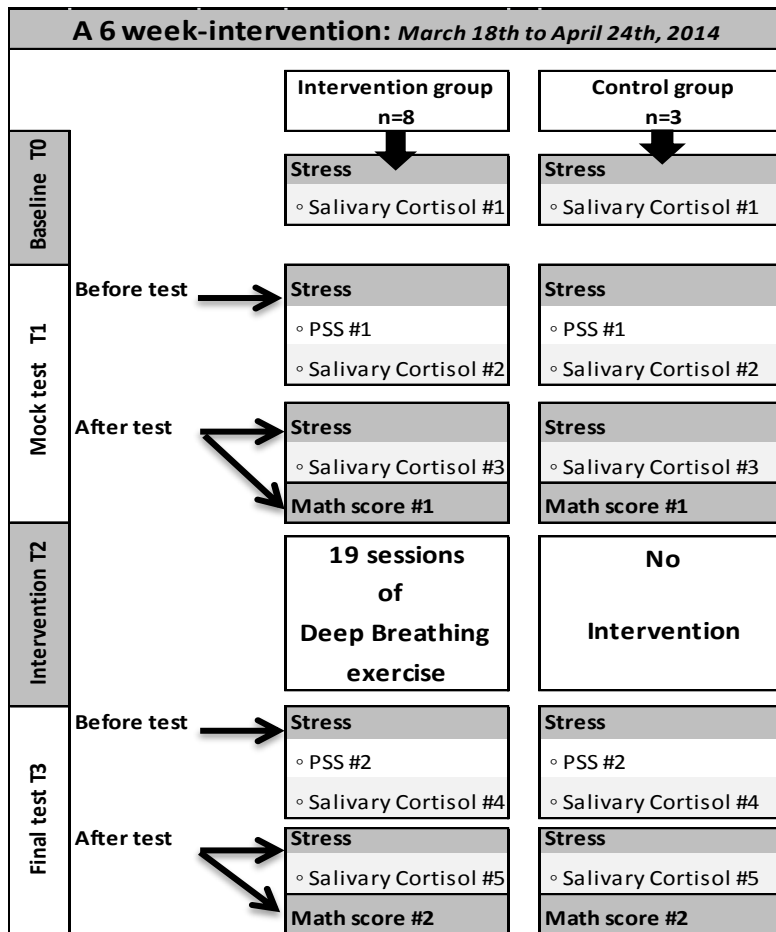 A 6 week-intervention: March 18th to April 24th, 2014
Intervention group
n=8
Control group
n=3
Baseline T0
Stress
◦ Salivary Cortisol #1
Stress
◦ Salivary Cortisol #1
Mock test T1
Before test
Stress
◦ PSS #1
◦ Salivary Cortisol #2
Stress
◦ PSS #1
◦ Salivary Cortisol #2
After test
Stress
◦ Salivary Cortisol #3
Math score #1
Stress
◦ Salivary Cortisol #3
Math score #1
Intervention T2
19 sessions
of
Deep Breathing
exercise
No
Intervention
Final test T3
Before test
Stress
◦ PSS #2
◦ Salivary Cortisol #4
Stress
◦ PSS #2
◦ Salivary Cortisol #4
After test
Stress
◦ Salivary Cortisol #5
Math score #2
Stress
◦ Salivary Cortisol #5
Math score #2